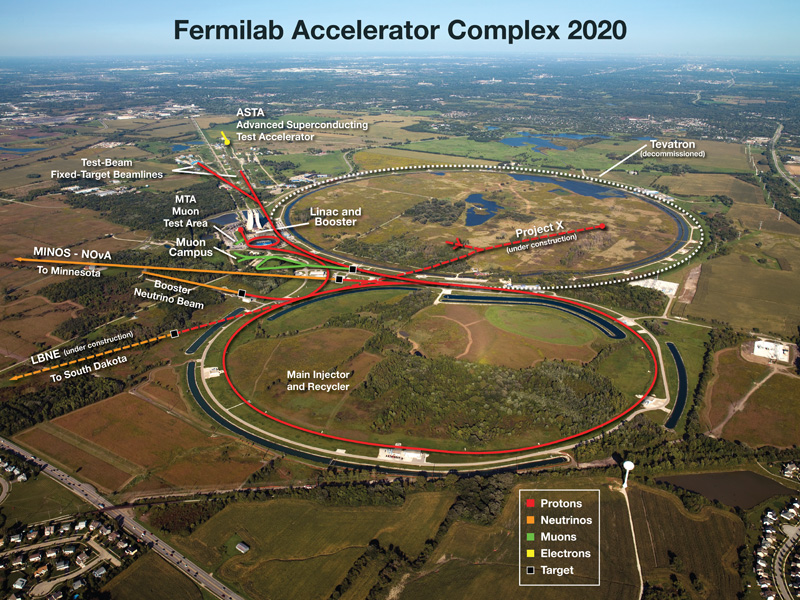 Fermilab Accelerator Complex 2020
ASTA
Advanced Superconducting
Test Accelerator
Tevatron
(decommissioned)
Test-Beam
Fixed-Target Beamlines
MTA
Muon
Test Area
Linac and
Booster
Project X
(under construction)
Muon
Campus
MINOS - NOνA
To Minnesota
Booster
Neutrino Beam
LBNE (under construction)
To South Dakota
Main Injector
and Recycler
Protons
Neutrinos
Muons
Electrons
Target